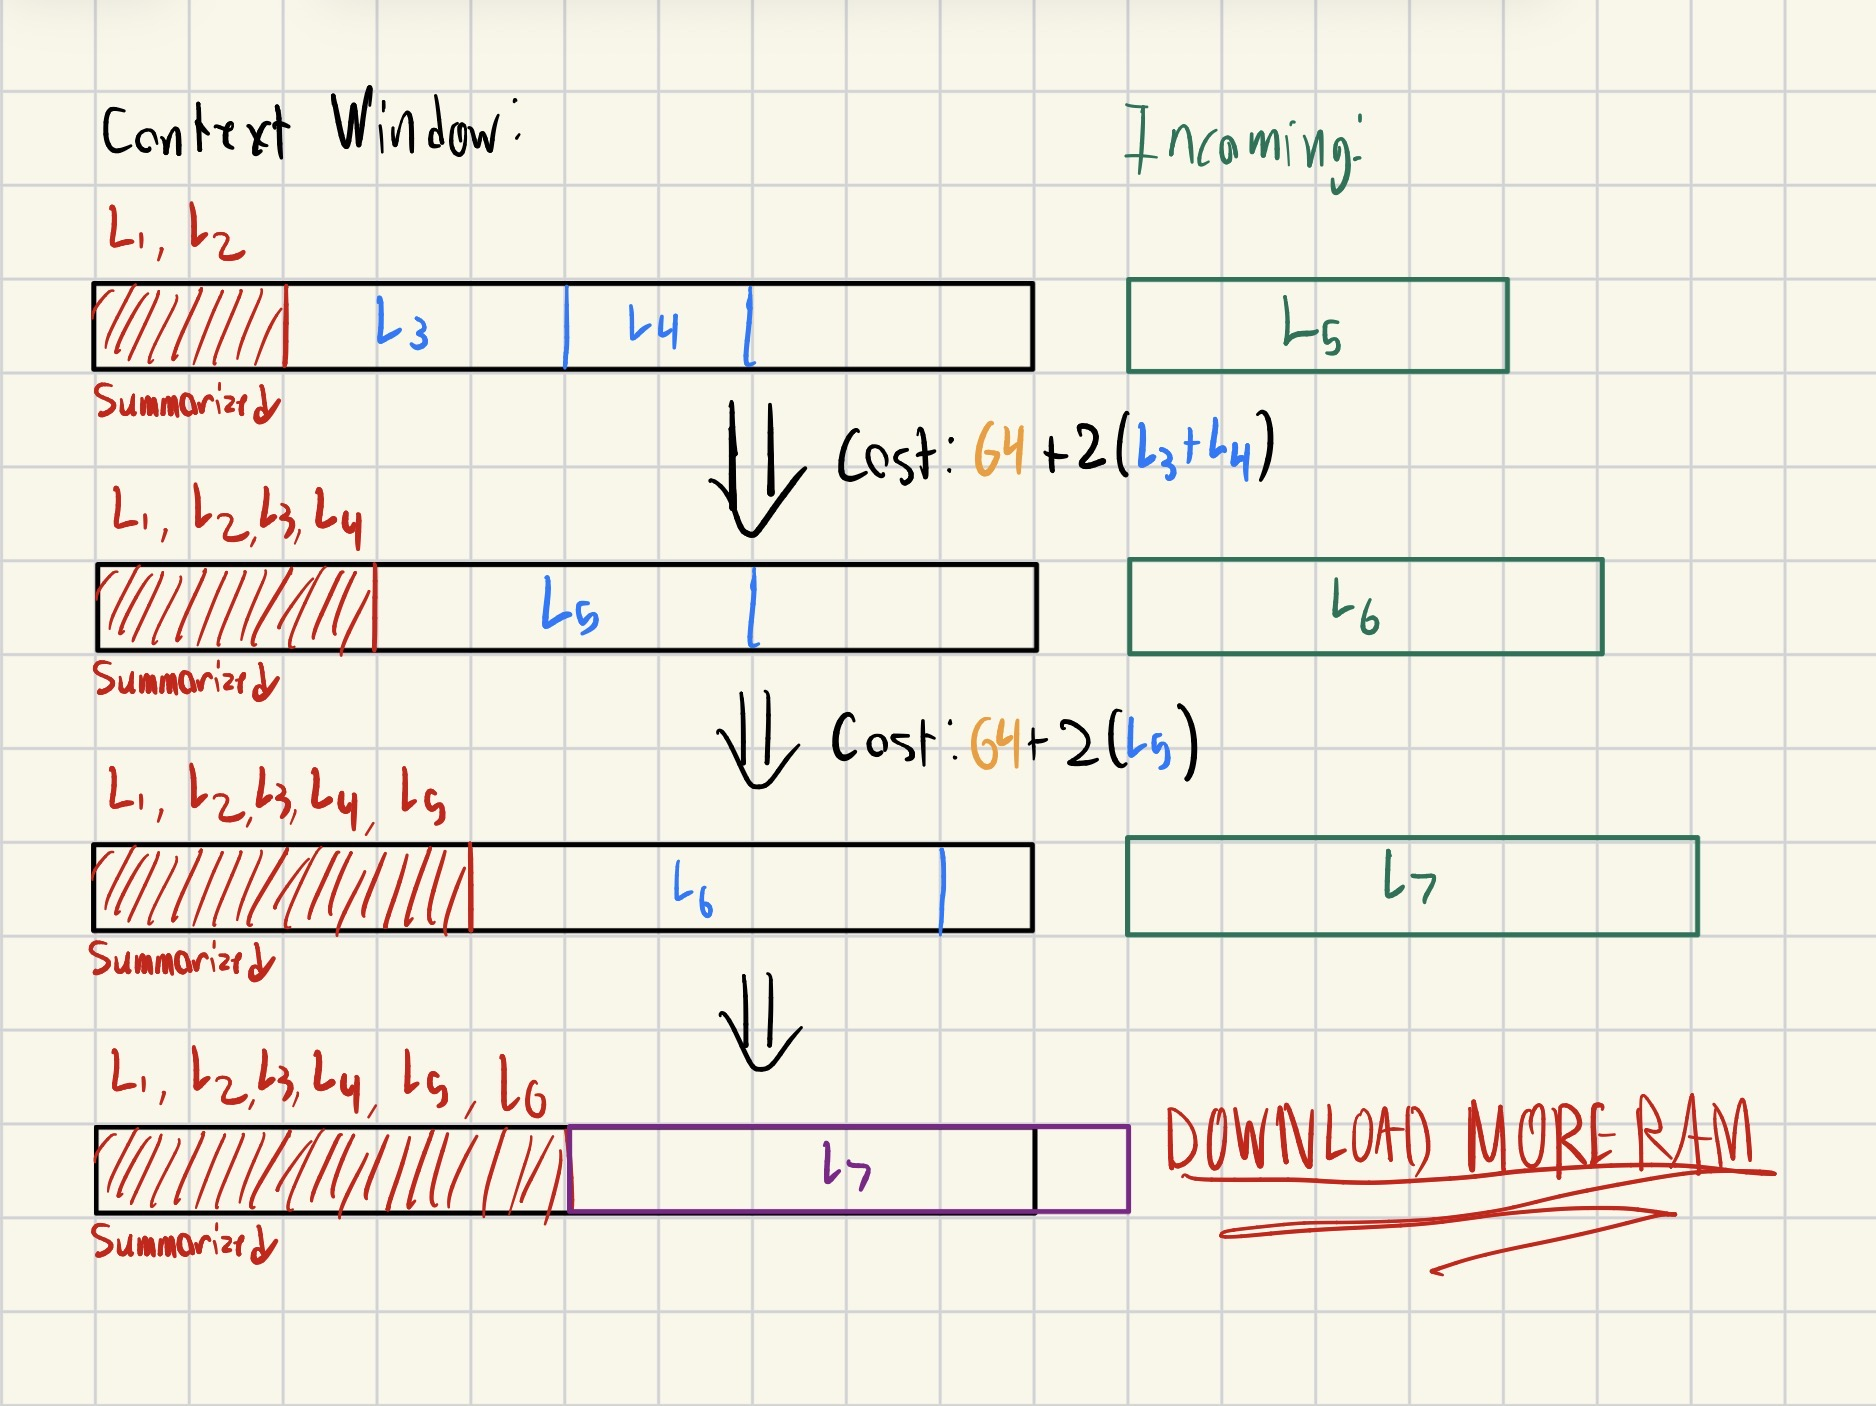 Context Window:
Incoming:
L1, L2
L3 L4
L5
Summarized
Cost: 64 + 2(L3+L4)
L1, L2, L3, L4
L5
L6
Summarized
Cost: 64 + 2(L5)
L1, L2, L3, L4, L5
L6
L7
Summarized
L1, L2, L3, L4, L5, L6
L7
DOWNLOAD MORE RAM
Summarized